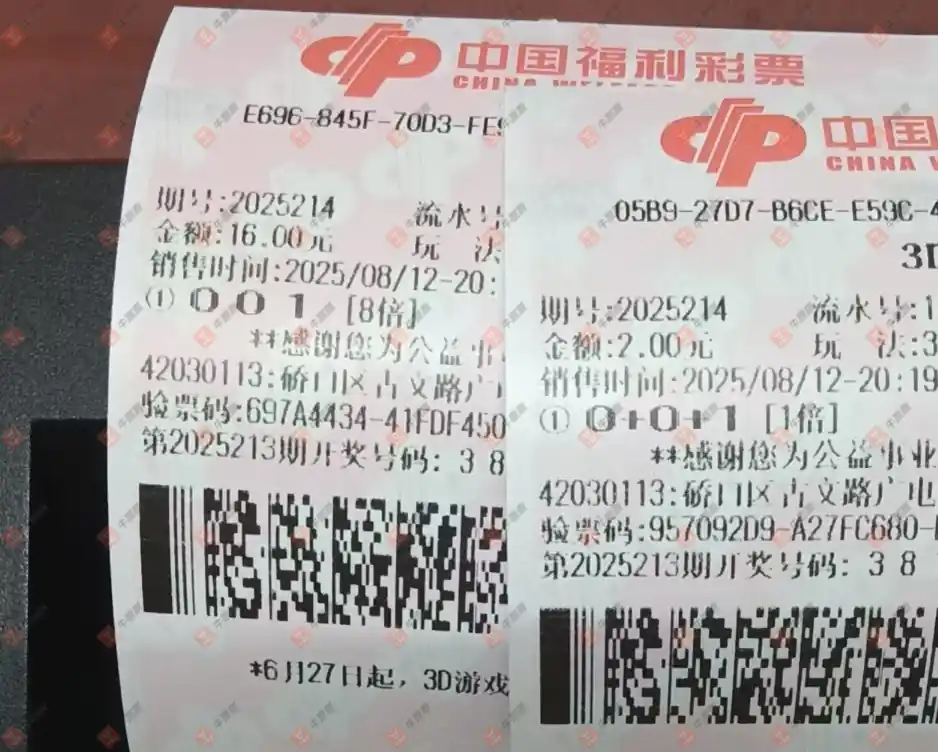 中国福利彩票
CHINA
E696-845F-70D3-FE9
期号:2025214 流水号
金额:16.00元 玩 法
销售时间:2025/08/12-20:
① 0 0 1 [8倍]
**感谢您为公益事
42030113:硚口区古文路广
验票码:697A4434-41FDF450
第2025213期开奖号码: 3 8
*6月27日起，3D游戏
中国
CHINA
05B9-27D7-B6CE-E59C-4
3D
期号:2025214 流水号:1
金额:2.00元 玩 法:3
销售时间:2025/08/12-20:19
① 0+0+1 [1倍]
**感谢您为公益事业
42030113:硚口区古文路广电
验票码:957092D9-A27FC680-
第2025213期开奖号码: 3 8